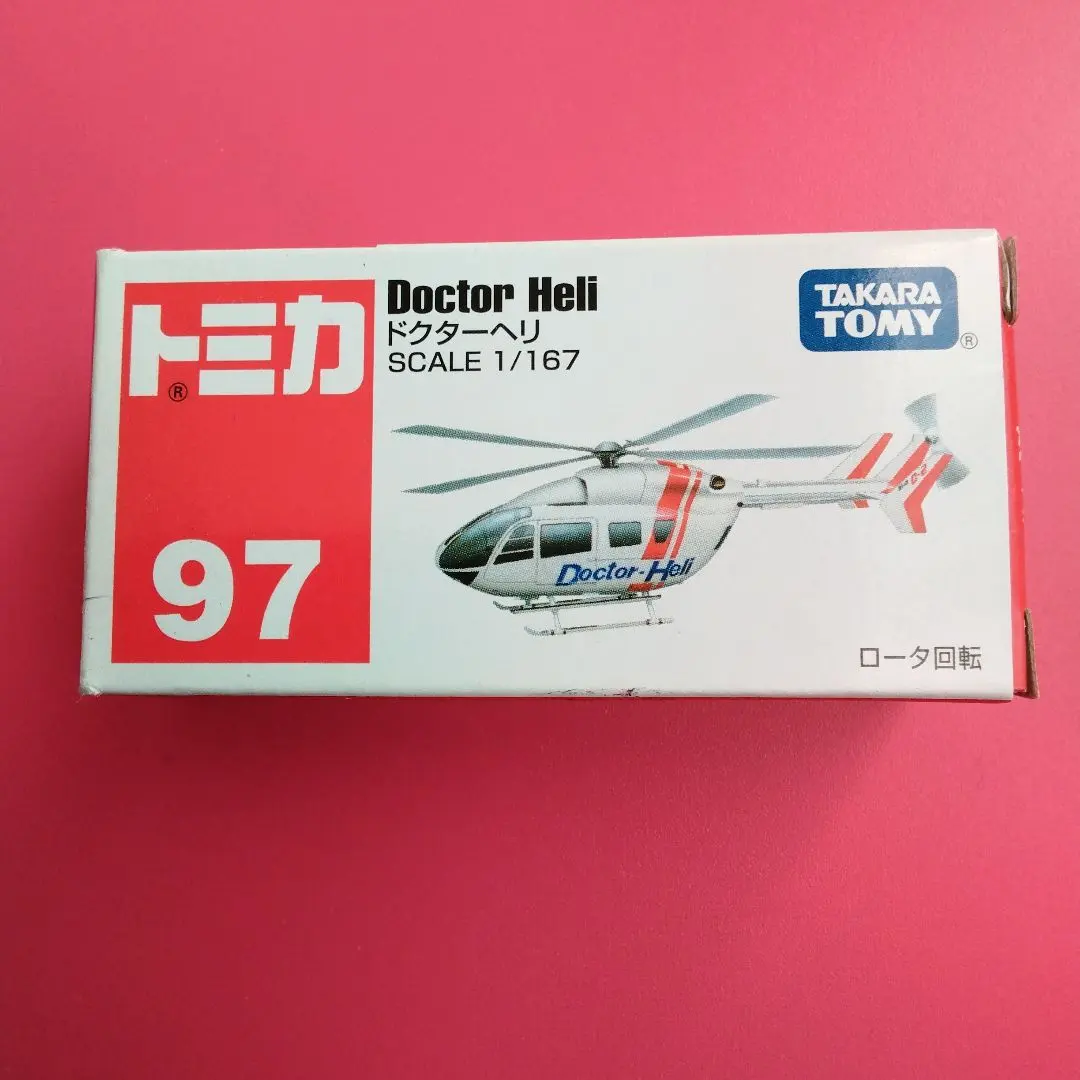 トミカ
®
97
Doctor Heli
ドクターヘリ
SCALE 1/167
TAKARA
TOMY
®
Doctor-Heli
ロータ回転